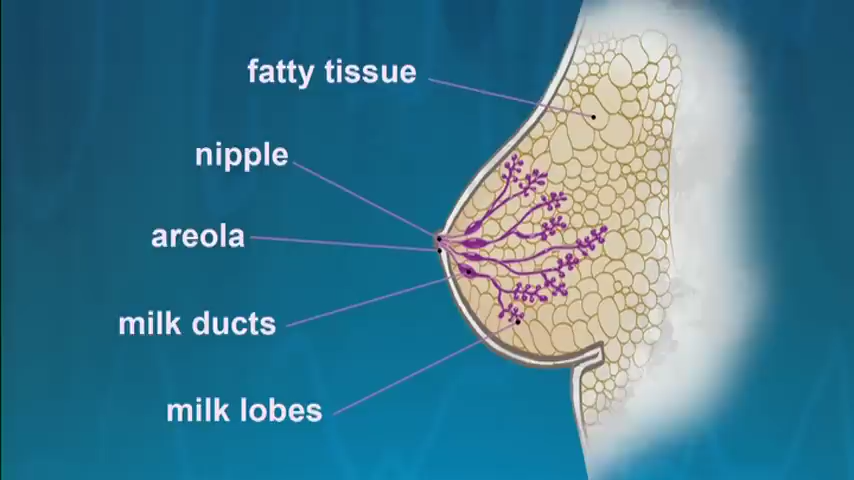 fatty tissue
nipple
areola
milk ducts
milk lobes